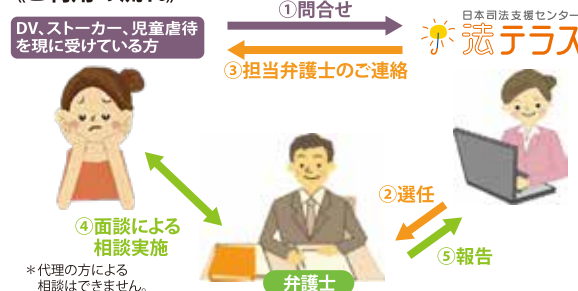 ①問合せ
DV、ストーカー、児童虐待
を現に受けている方
日本司法支援センター
法テラス
③担当弁護士のご連絡
②選任
④面談による
相談実施
⑤報告
＊代理の方による
相談はできません。
弁護士